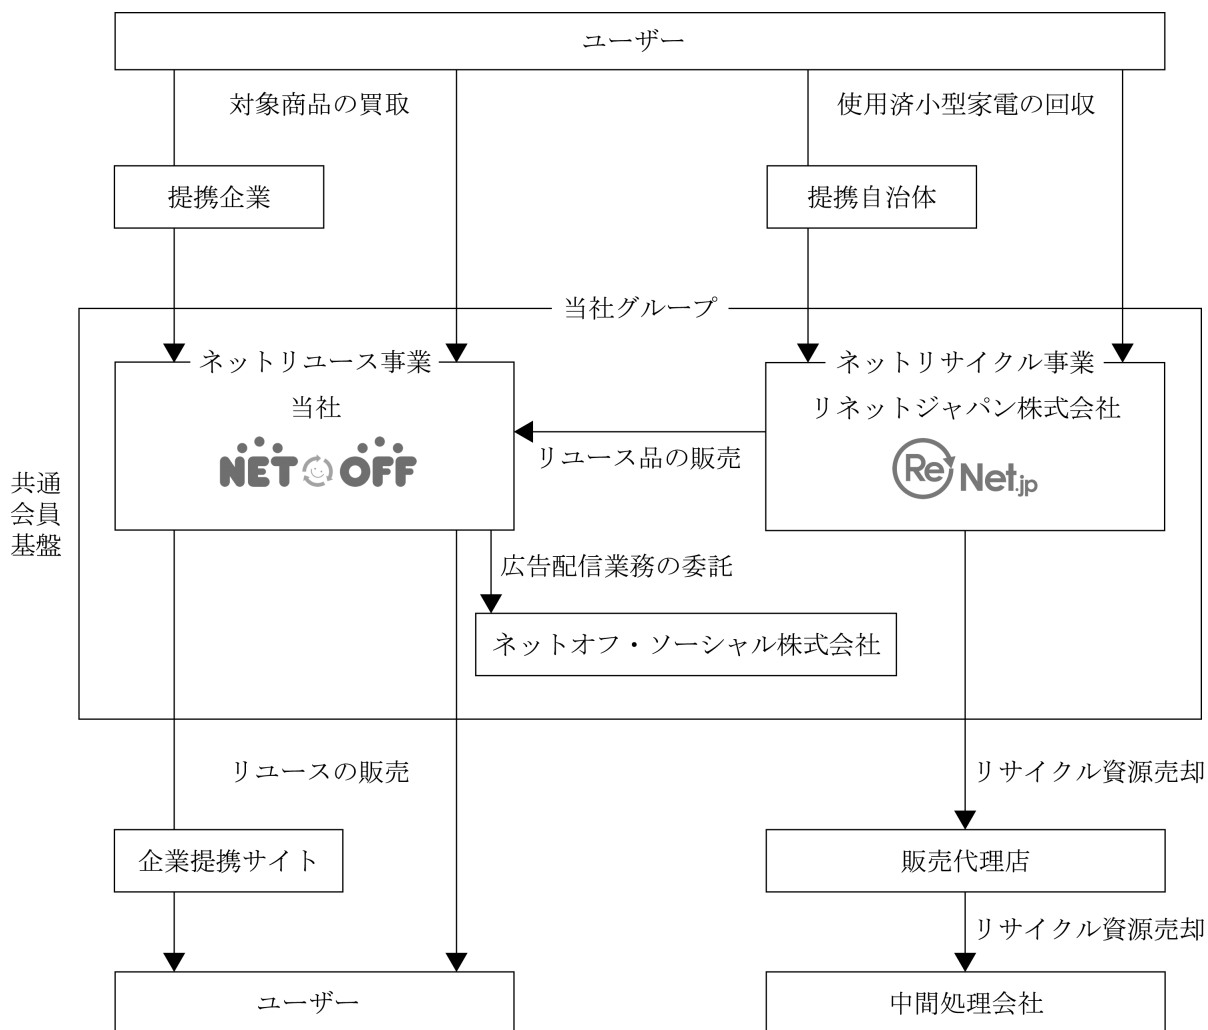 ユーザー
対象商品の買取
使用済小型家電の回収
提携企業
提携自治体
当社グループ
ネットリユース事業
ネットリサイクル事業
当社
リネットジャパン株式会社
NET OFF
ReNet.jp
リユース品の販売
共通
会員
基盤
広告配信業務の委託
ネットオフ・ソーシャル株式会社
リユースの販売
リサイクル資源売却
企業提携サイト
販売代理店
リサイクル資源売却
ユーザー
中間処理会社